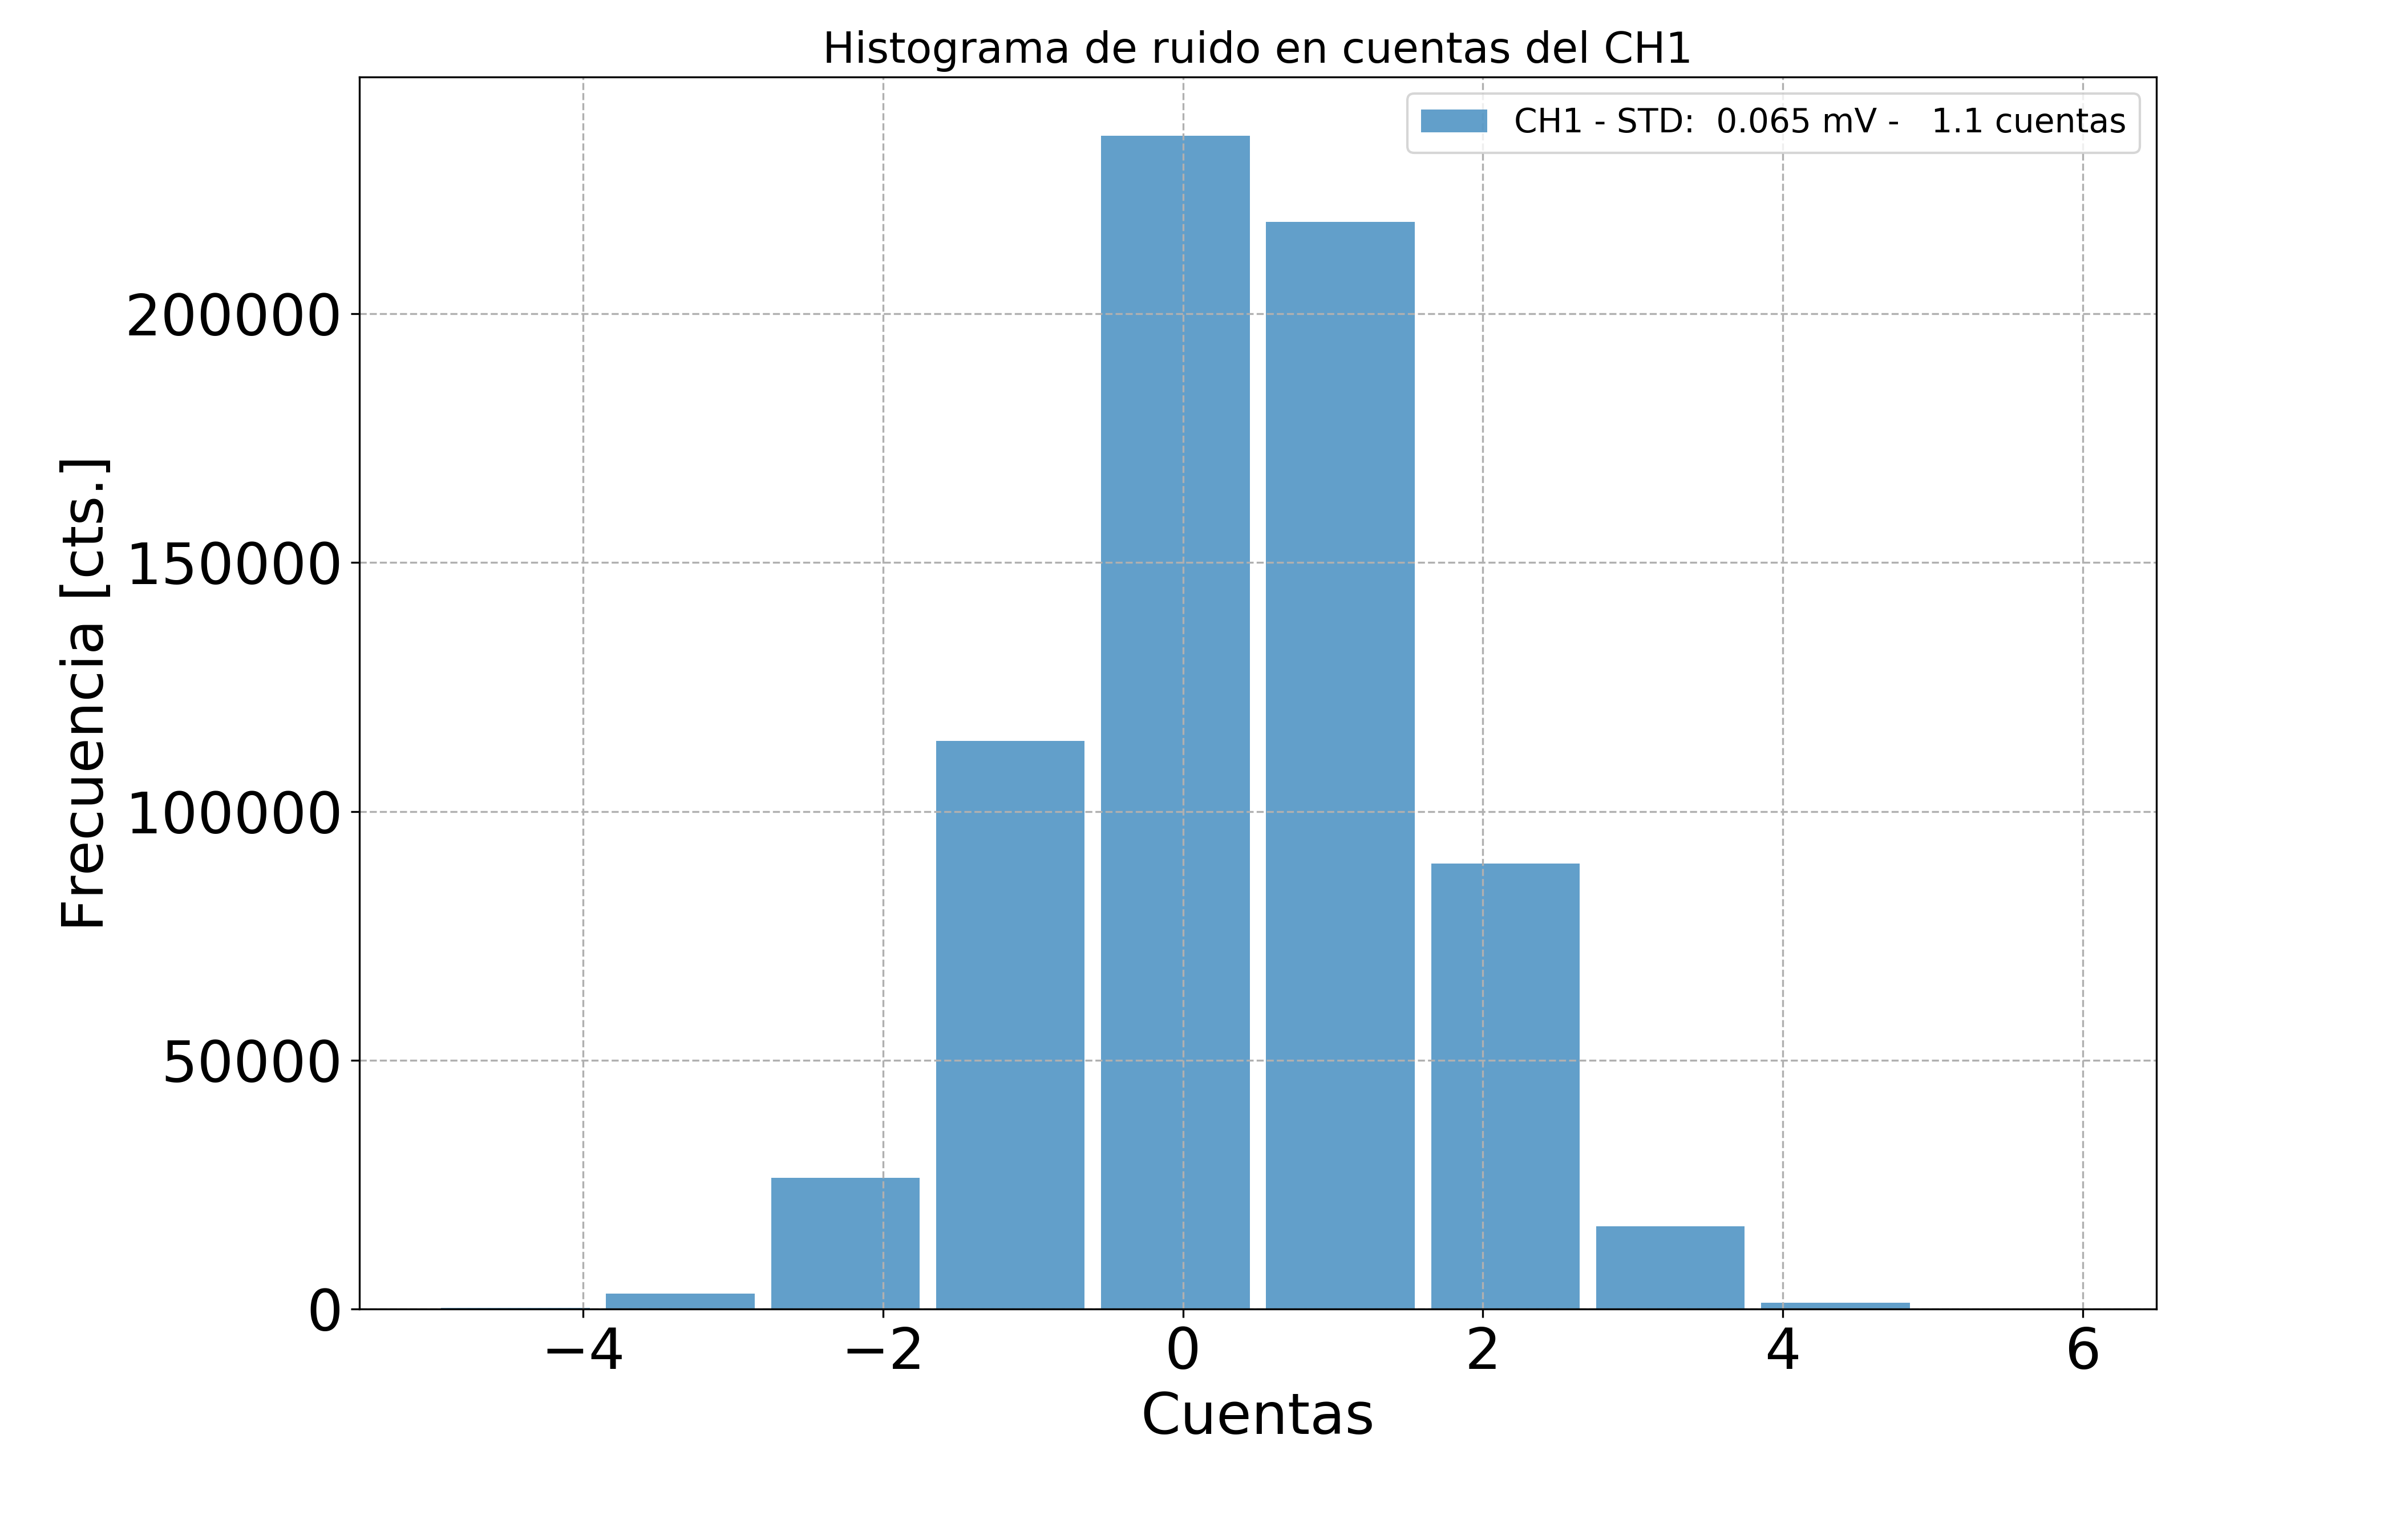 Histograma de ruido en cuentas del CH1
CH1 - STD:  0.065 mV -   1.1 cuentas
Frecuencia [cts.]
200000
150000
100000
50000
0
−4 −2 0 2 4 6
Cuentas